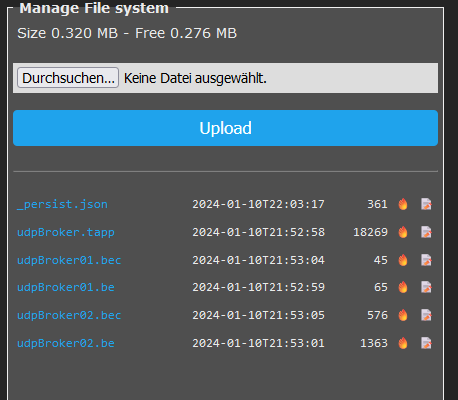 Manage File system
Size 0.320 MB - Free 0.276 MB
Durchsuchen... Keine Datei ausgewählt.
Upload
_persist.json 2024-01-10T22:03:17 361
udpBroker.tapp 2024-01-10T21:52:58 18269
udpBroker01.bec 2024-01-10T21:53:04 45
udpBroker01.be 2024-01-10T21:52:59 65
udpBroker02.bec 2024-01-10T21:53:05 576
udpBroker02.be 2024-01-10T21:53:01 1363